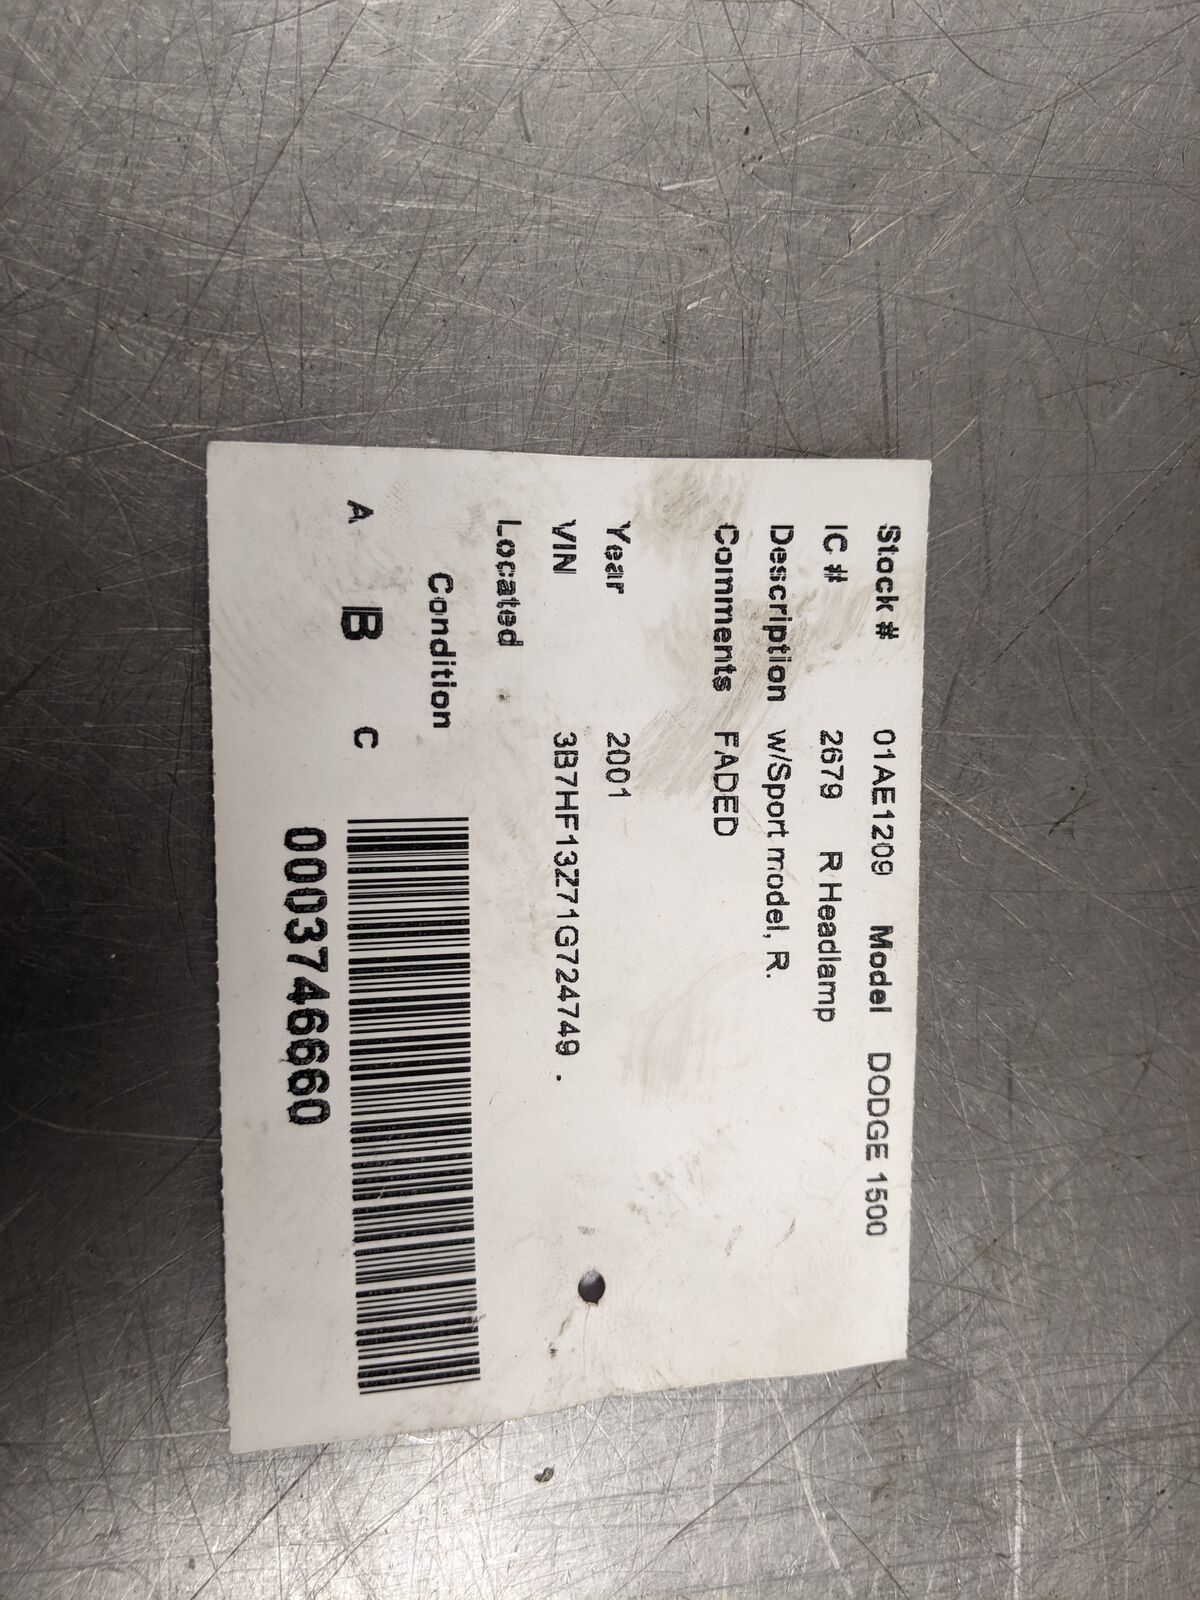 Stock # 01AE1209 Model DODGE 1500
IC # 2679 R Headlamp
Description w/Sport model, R.
Comments FADED
Year 2001
VIN 3B7HF13Z71G724749 .
Located
Condition
A B C
0003746660